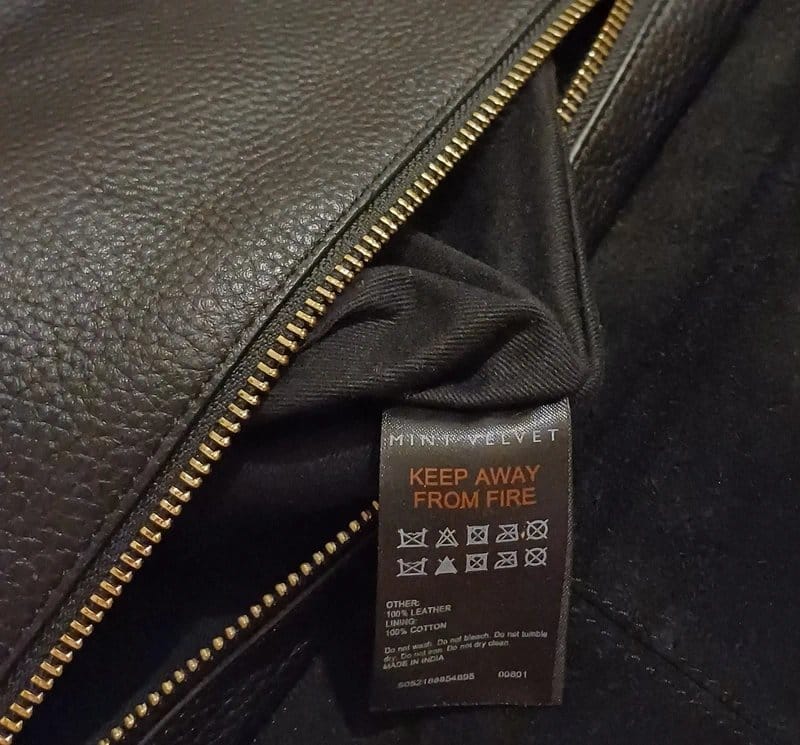 MINT VELVET
KEEP AWAY
FROM FIRE
OTHER:
100% LEATHER
LINING:
100% COTTON
Do not wash. Do not bleach. Do not tumble
dry. Do not iron. Do not dry clean.
MADE IN INDIA
S052188854895 00801